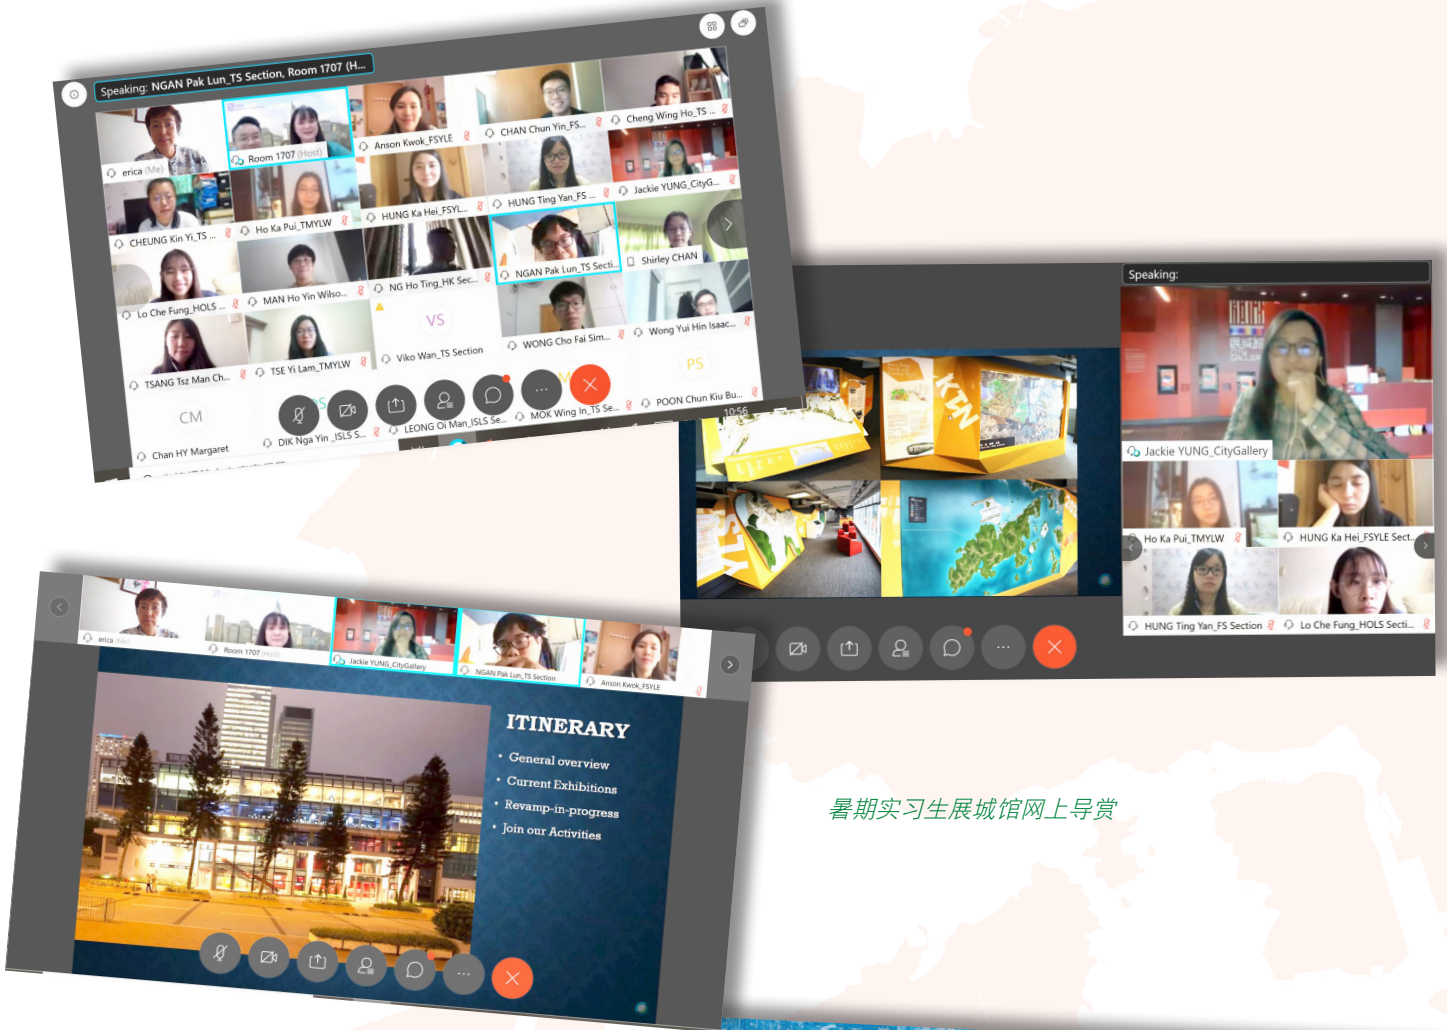 Speaking: NGAN Pak Lun_TS Section, Room 1707 (H...
erica (Me)
Room 1707 (Host)
Anson Kwok_FSYLE
CHAN Chun Yin_FS...
Cheng Wing Ho_TS ...
CHEUNG Kin Yi_TS ...
Ho Ka Pui_TMYLW
HUNG Ka Hei_FSYL...
HUNG Ting Yan_FS ...
Jackie YUNG_CityG...
Lo Che Fung_HOLS ...
MAN Ho Yin Wilso...
NG Ho Ting_HK Sec...
NGAN Pak Lun_TS Secti...
Shirley CHAN
TSANG Tsz Man Ch...
TSE Yi Lam_TMYLW
VS
Viko Wan_TS Section
WONG Cho Fai Sim...
Wong Yui Hin Isaac...
CM
Chan HY Margaret
DIK Nga Yin _ISLS S...
LEONG Oi Man_ISLS Se...
MOK Wing In_TS Se...
PS
POON Chun Kiu Bu...
10:56
Speaking:
KTN
Jackie YUNG_CityGallery
Ho Ka Pui_TMYLW
HUNG Ka Hei_FSYLE Sect...
HUNG Ting Yan_FS Section
Lo Che Fung_HOLS Secti...
erica (Me)
Room 1707 (Host)
Jackie YUNG_CityGallery
NGAN Pak Lun_TS Section
Anson Kwok_FSYLE
ITINERARY
• General overview
• Current Exhibitions
• Revamp-in-progress
• Join our Activities
暑期实习生展城馆网上导赏